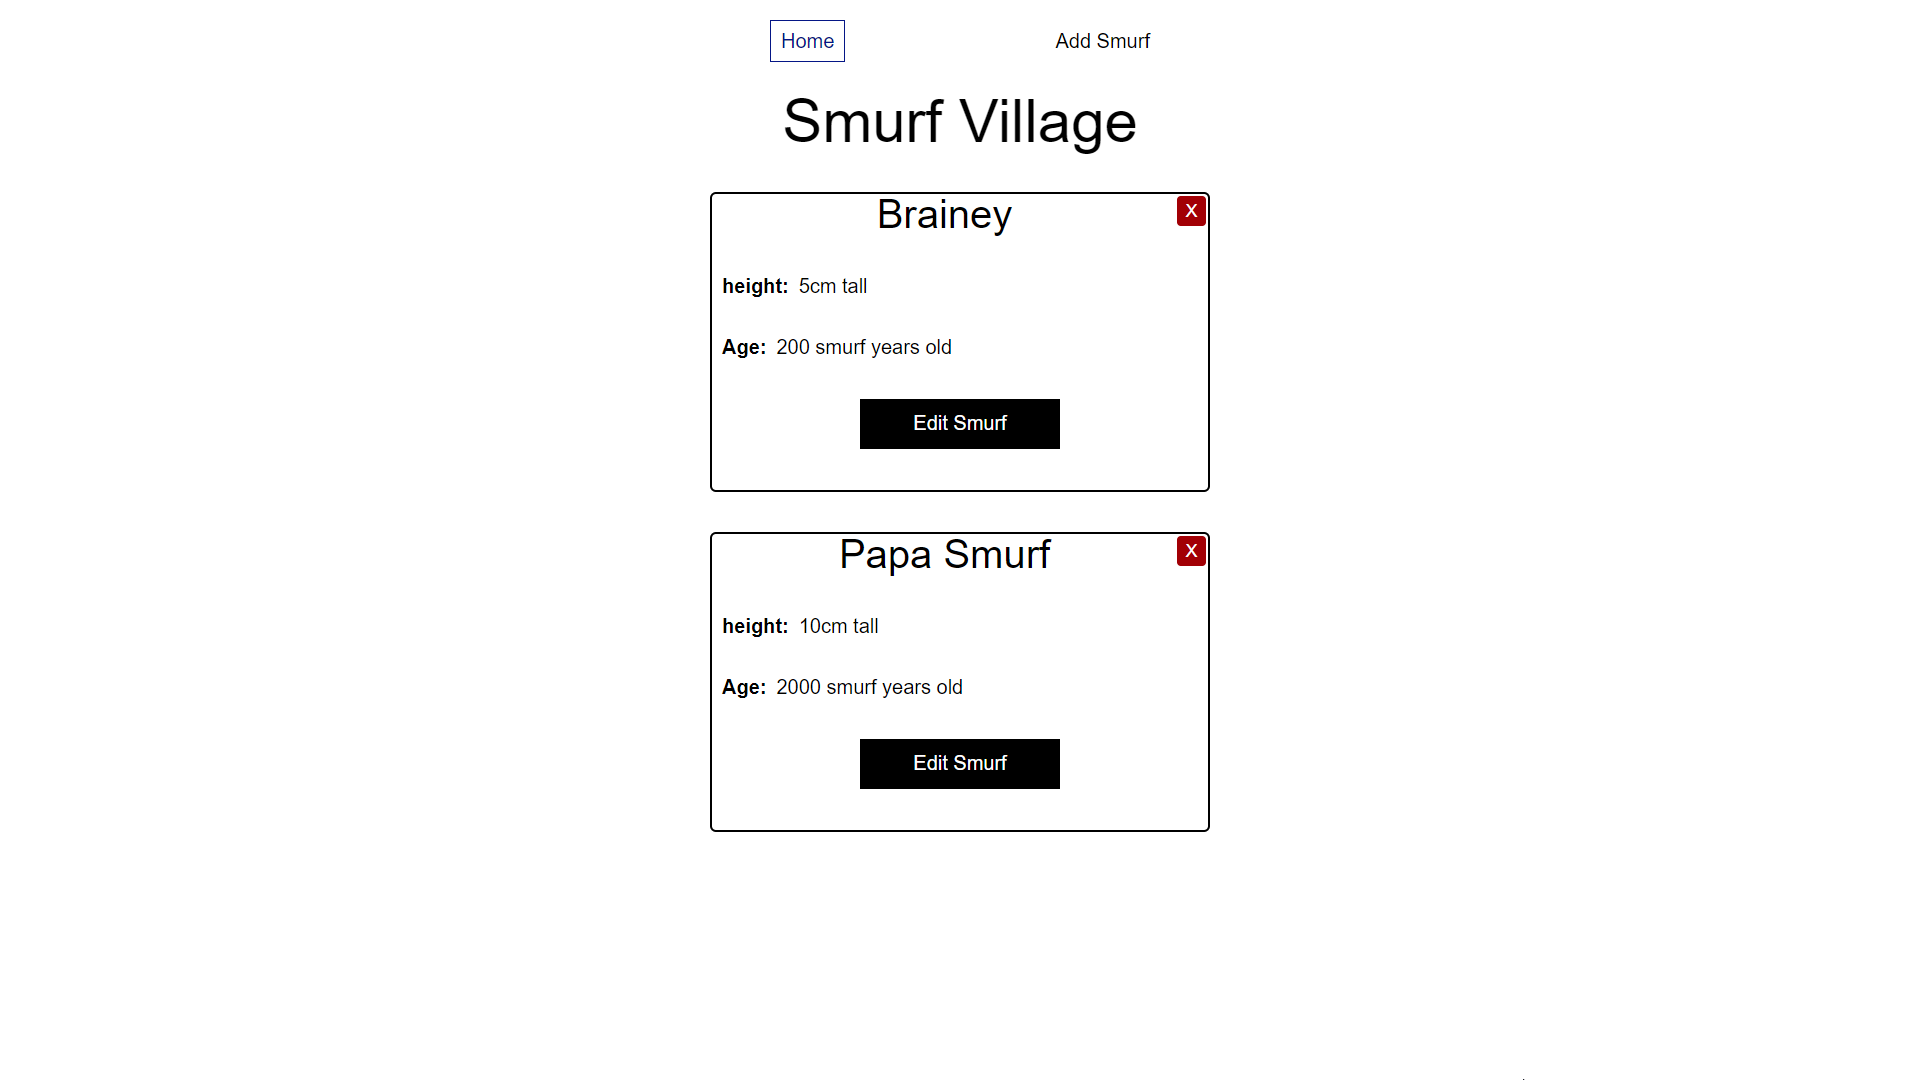 Home Add Smurf
Smurf Village
Brainey X
height: 5cm tall
Age: 200 smurf years old
Edit Smurf
Papa Smurf X
height: 10cm tall
Age: 2000 smurf years old
Edit Smurf